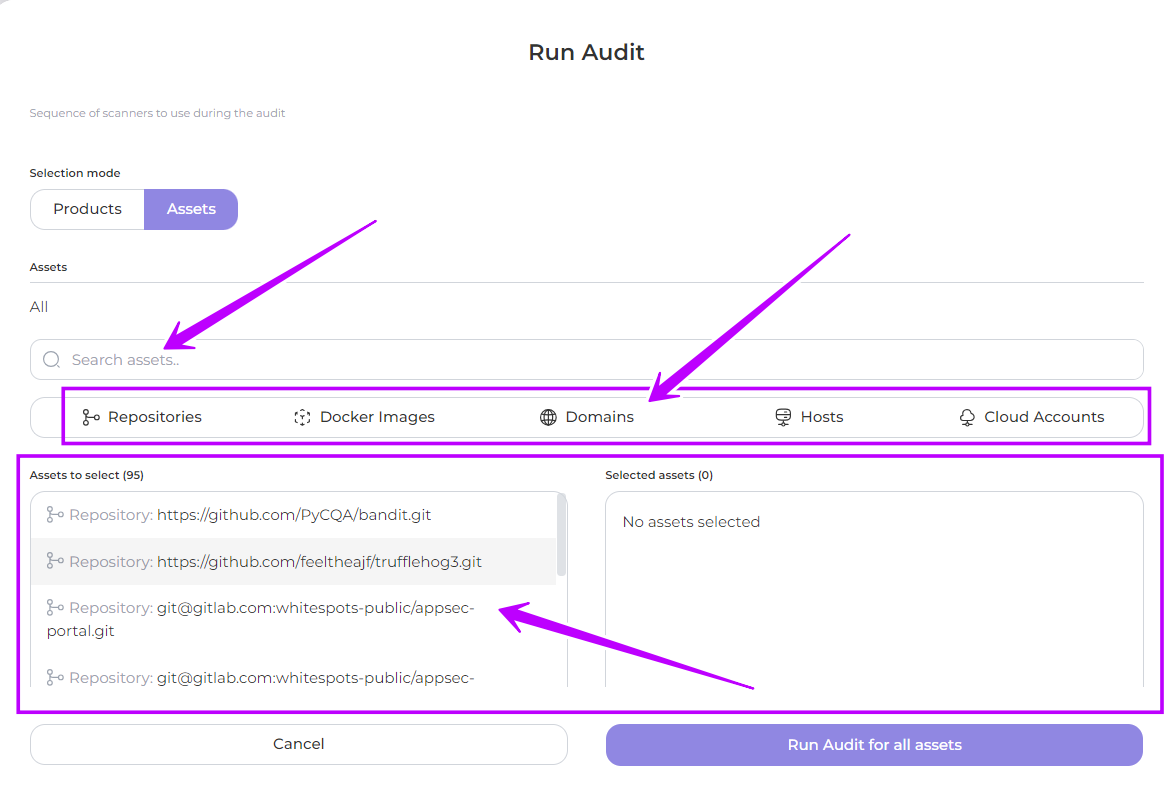 Run Audit
Sequence of scanners to use during the audit
Selection mode
Products Assets
Assets
All
Search assets..
Repositories Docker Images Domains Hosts Cloud Accounts
Assets to select (95)
Repository: https://github.com/PyCQA/bandit.git
Repository: https://github.com/feeltheajf/trufflehog3.git
Repository: git@gitlab.com:whitespots-public/appsec-
portal.git
Repository: git@gitlab.com:whitespots-public/appsec-
Selected assets (0)
No assets selected
Cancel Run Audit for all assets